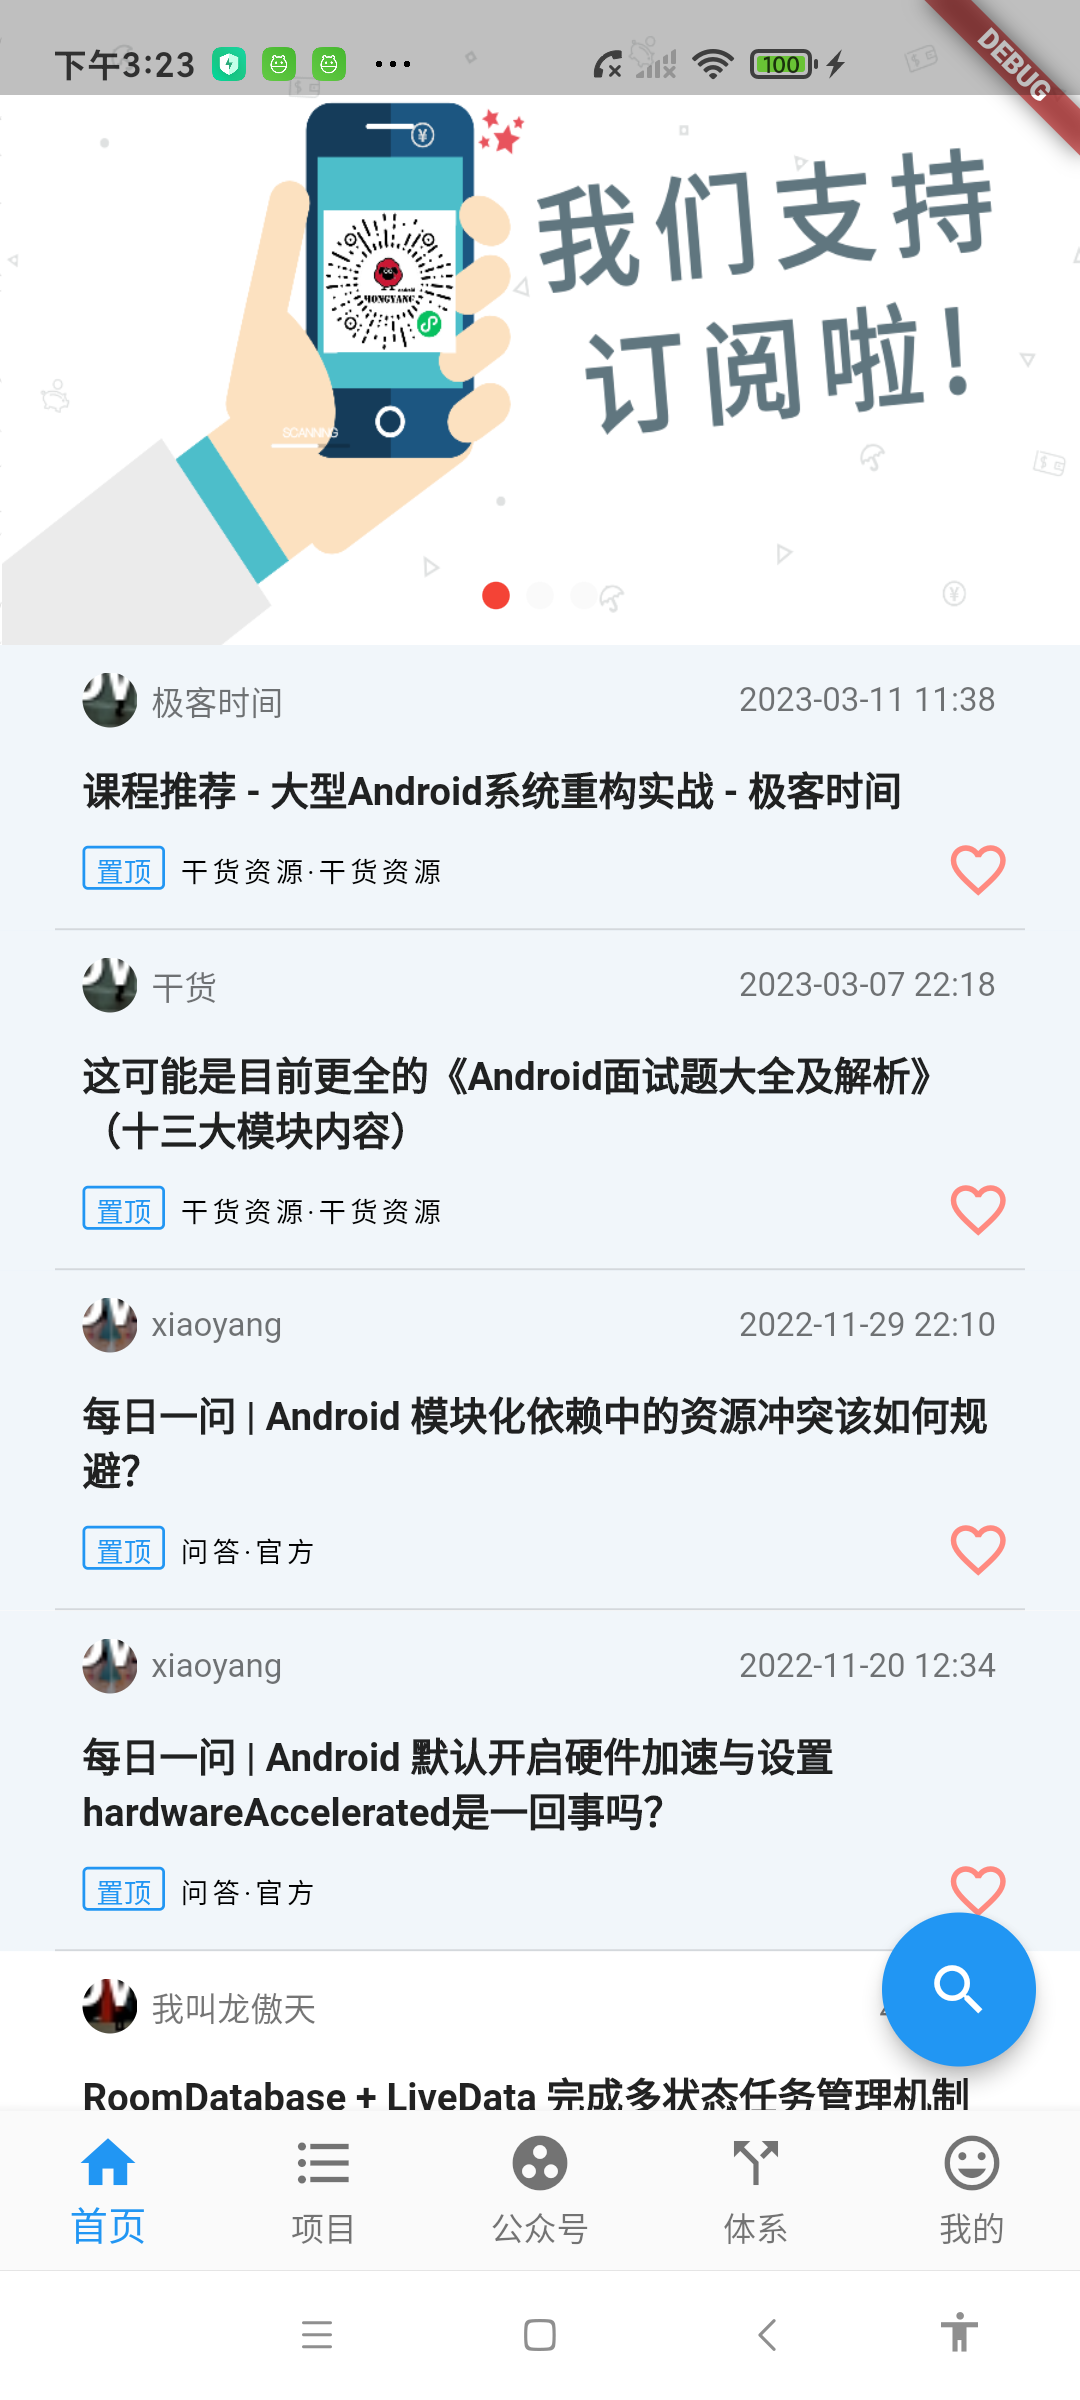 下午3:23
100
DEBUG
我们支持
订阅啦!
HONGYANG
SCANNING
极客时间
2023-03-11 11:38
课程推荐 - 大型Android系统重构实战 - 极客时间
置顶 干货资源·干货资源
干货
2023-03-07 22:18
这可能是目前更全的《Android面试题大全及解析》
（十三大模块内容）
置顶 干货资源·干货资源
xiaoyang
2022-11-29 22:10
每日一问 | Android 模块化依赖中的资源冲突该如何规
避?
置顶 问答·官方
xiaoyang
2022-11-20 12:34
每日一问 | Android 默认开启硬件加速与设置
hardwareAccelerated是一回事吗?
置顶 问答·官方
我叫龙傲天
RoomDatabase + LiveData 完成多状态任务管理机制
首页
项目
公众号
体系
我的